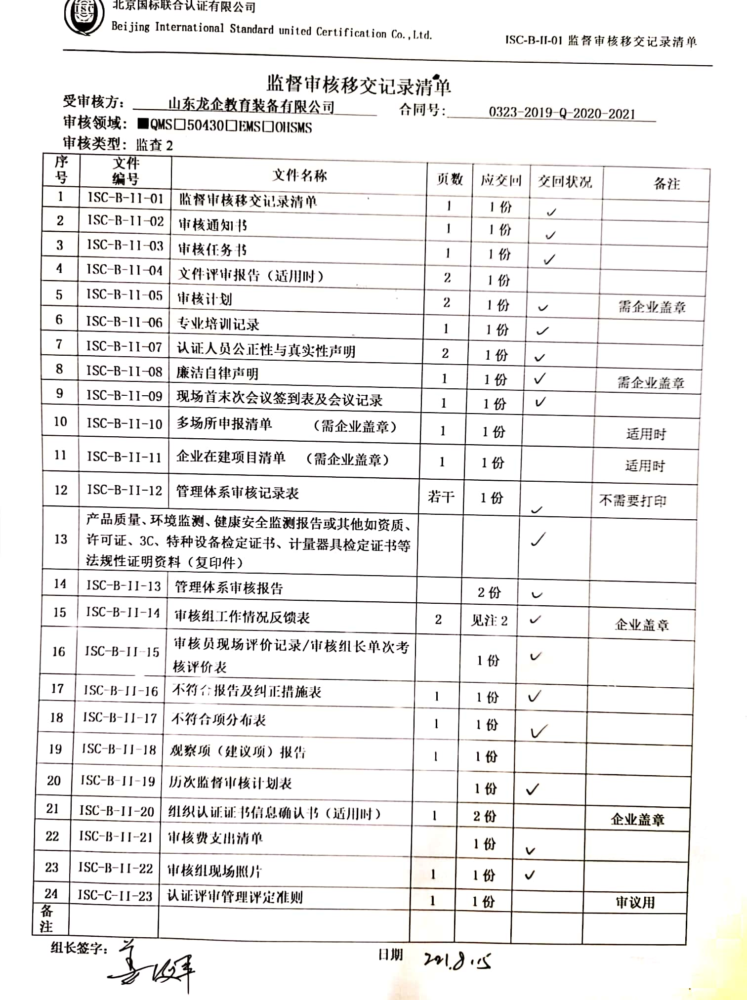 ISC
北京国标联合认证有限公司
Beijing International Standard united Certification Co.,Ltd.
ISC-B-II-01 监督审核移交记录清单
监督审核移交记录清单
受审核方： 山东龙企教育装备有限公司 合同号： 0323-2019-Q-2020-2021
审核领域：■QMS□50430□EMS□OHSMS
审核类型：监查 2
序号 文件编号 文件名称 页数 应交回 交回状况 备注
1 ISC-B-II-01 监督审核移交记录清单 1 1 份 ✓
2 ISC-B-II-02 审核通知书 1 1 份 ✓
3 ISC-B-II-03 审核任务书 1 1 份 ✓
4 ISC-B-II-04 文件评审报告（适用时） 2 1 份
5 ISC-B-II-05 审核计划 2 1 份 ✓ 需企业盖章
6 ISC-B-II-06 专业培训记录 1 1 份 ✓
7 ISC-B-II-07 认证人员公正性与真实性声明 2 1 份 ✓
8 ISC-B-II-08 廉洁自律声明 1 1 份 ✓ 需企业盖章
9 ISC-B-II-09 现场首末次会议签到表及会议记录 1 1 份 ✓
10 ISC-B-II-10 多场所申报清单 （需企业盖章） 1 1 份 适用时
11 ISC-B-II-11 企业在建项目清单 （需企业盖章） 1 1 份 适用时
12 ISC-B-II-12 管理体系审核记录表 若干 1 份 ✓ 不需要打印
13 产品质量、环境监测、健康安全监测报告或其他如资质、
许可证、3C、特种设备检定证书、计量器具检定证书等
法规性证明资料（复印件） ✓
14 ISC-B-II-13 管理体系审核报告 2 份 ✓
15 ISC-B-II-14 审核组工作情况反馈表 2 见注 2 ✓ 企业盖章
16 ISC-B-II-15 审核员现场评价记录/审核组长单次考
核评价表 1 份 ✓
17 ISC-B-II-16 不符合报告及纠正措施表 1 1 份 ✓
18 ISC-B-II-17 不符合项分布表 1 1 份 ✓
19 ISC-B-II-18 观察项（建议项）报告 1 1 份
20 ISC-B-II-19 历次监督审核计划表 1 份 ✓
21 ISC-B-II-20 组织认证证书信息确认书（适用时） 1 2 份 企业盖章
22 ISC-B-II-21 审核费支出清单 1 份 ✓
23 ISC-B-II-22 审核组现场照片 1 1 份 ✓
24 ISC-C-II-23 认证评审管理评定准则 1 1 份 审议用
备注
组长签字： 日期 2021.8.15